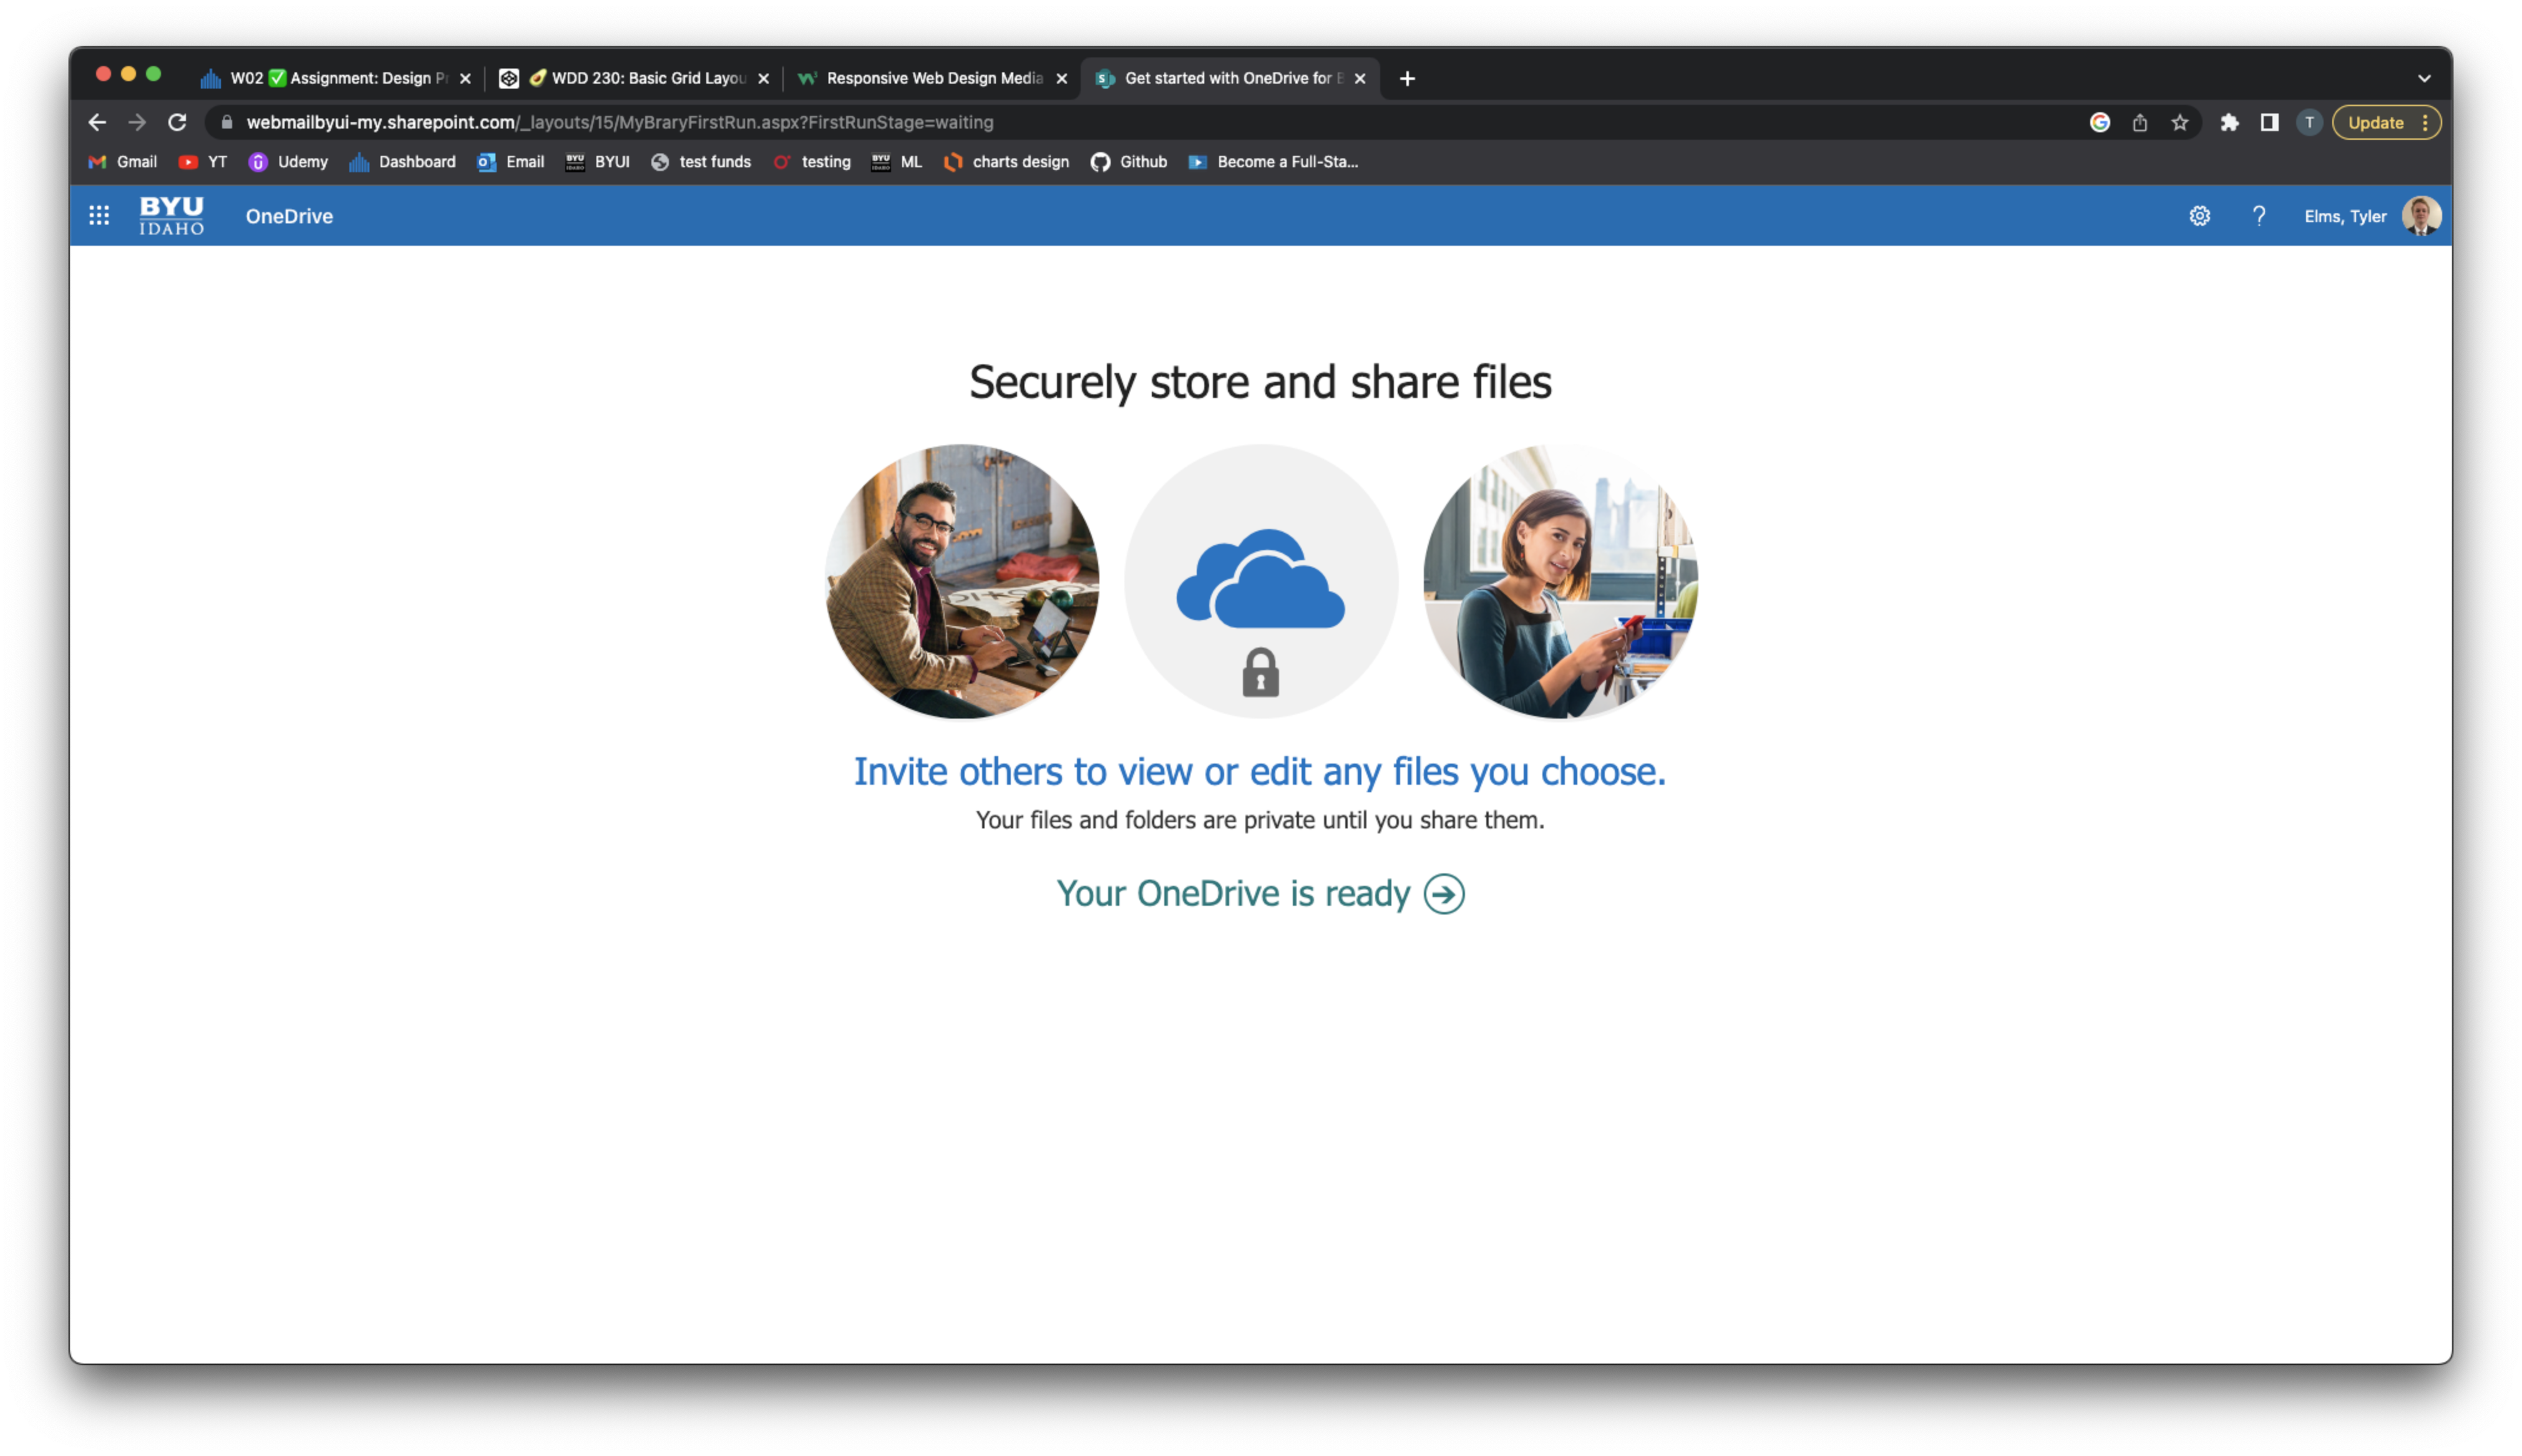 W02 ✅ Assignment: Design Pr
🥑 WDD 230: Basic Grid Layou
Responsive Web Design Media
Get started with OneDrive for B
webmailbyui-my.sharepoint.com/_layouts/15/MyBraryFirstRun.aspx?FirstRunStage=waiting
T
Update
Gmail
YT
Udemy
Dashboard
Email
BYUI
test funds
testing
ML
charts design
Github
Become a Full-Sta...
BYU
IDAHO
OneDrive
?
Elms, Tyler
Securely store and share files
Invite others to view or edit any files you choose.
Your files and folders are private until you share them.
Your OneDrive is ready